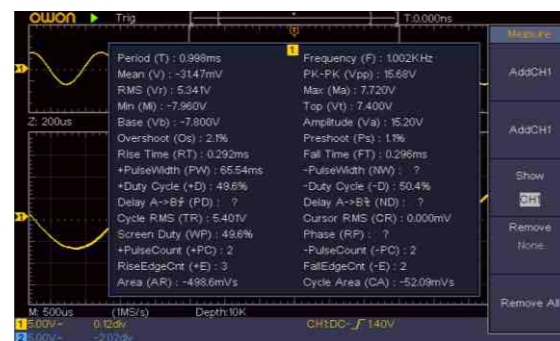 OWON Trig T:0.000ns
Measure
Period (T) : 0.998ms Frequency (F) : 1.002KHz
Mean (V) : -31.47mV PK-PK (Vpp) : 15.68V
RMS (Vr) : 5.341V Max (Ma) : 7.720V
Min (Mi) : -7.960V Top (Vt) : 7.400V
Base (Vb) : -7.800V Amplitude (Va) : 15.20V
Overshoot (Os) : 2.1% Preshoot (Ps) : 1.1%
Rise Time (RT) : 0.292ms Fall Time (FT) : 0.296ms
+PulseWidth (PW) : 65.54ms -PulseWidth (NW) : ?
+Duty Cycle (+D) : 49.6% -Duty Cycle (-D) : 50.4%
Delay A->B (PD) : ? Delay A->B (ND) : ?
Cycle RMS (TR) : 5.401V Cursor RMS (CR) : 0.000mV
Screen Duty (WP) : 49.6% Phase (RP) : ?
+PulseCount (+PC) : 2 -PulseCount (-PC) : 2
RiseEdgeCnt (+E) : 3 FallEdgeCnt (-E) : 2
Area (AR) : -498.6mVs Cycle Area (CA) : -52.09mVs
Z: 200us
AddCH1
AddCH1
Show
CH1
Remove
None
Remove All
M: 500us (1MS/s) Depth:10K
1 5.00V~ 0.12div CH1:DC- 1.40V
2 5.00V~ -2.02div